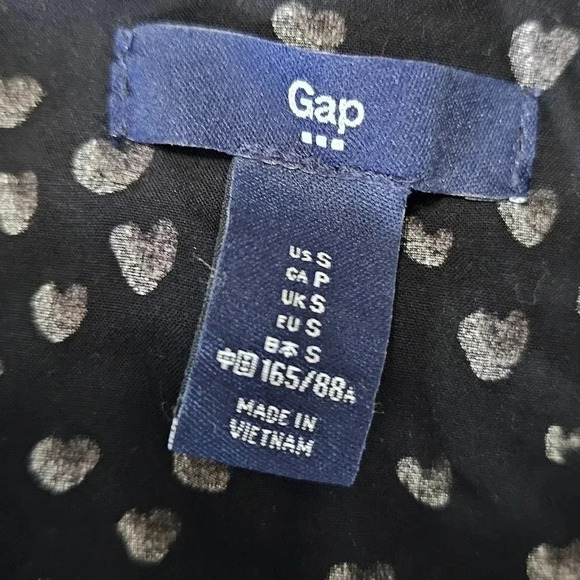 Gap
US S
CA P
UK S
EU S
日本 S
中国 165/88A
MADE IN
VIETNAM